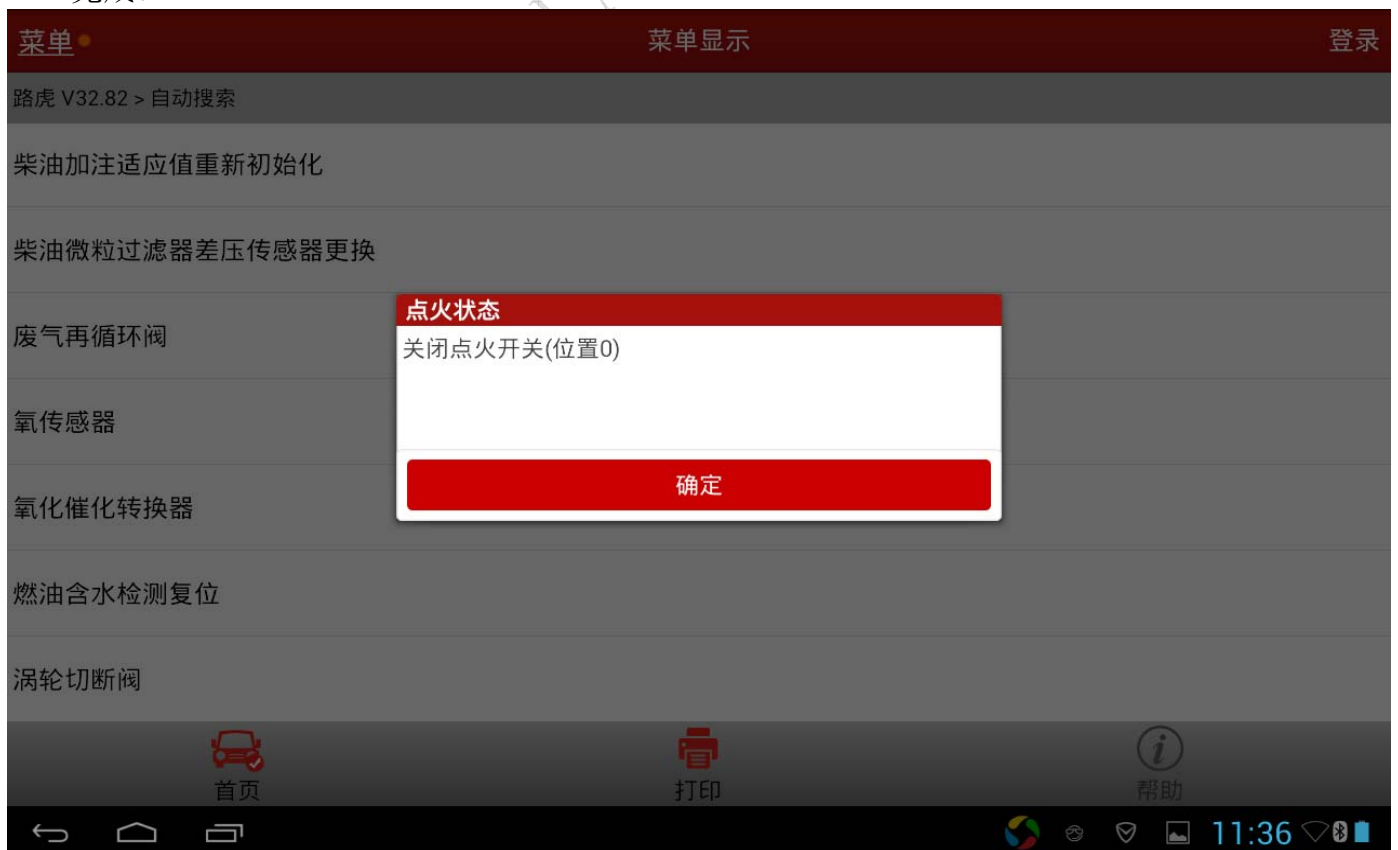 菜单
菜单显示
登录
路虎 V32.82 > 自动搜索
柴油加注适应值重新初始化
柴油微粒过滤器差压传感器更换
废气再循环阀
氧传感器
氧化催化转换器
燃油含水检测复位
涡轮切断阀
点火状态
关闭点火开关(位置0)
确定
首页
打印
帮助
11:36